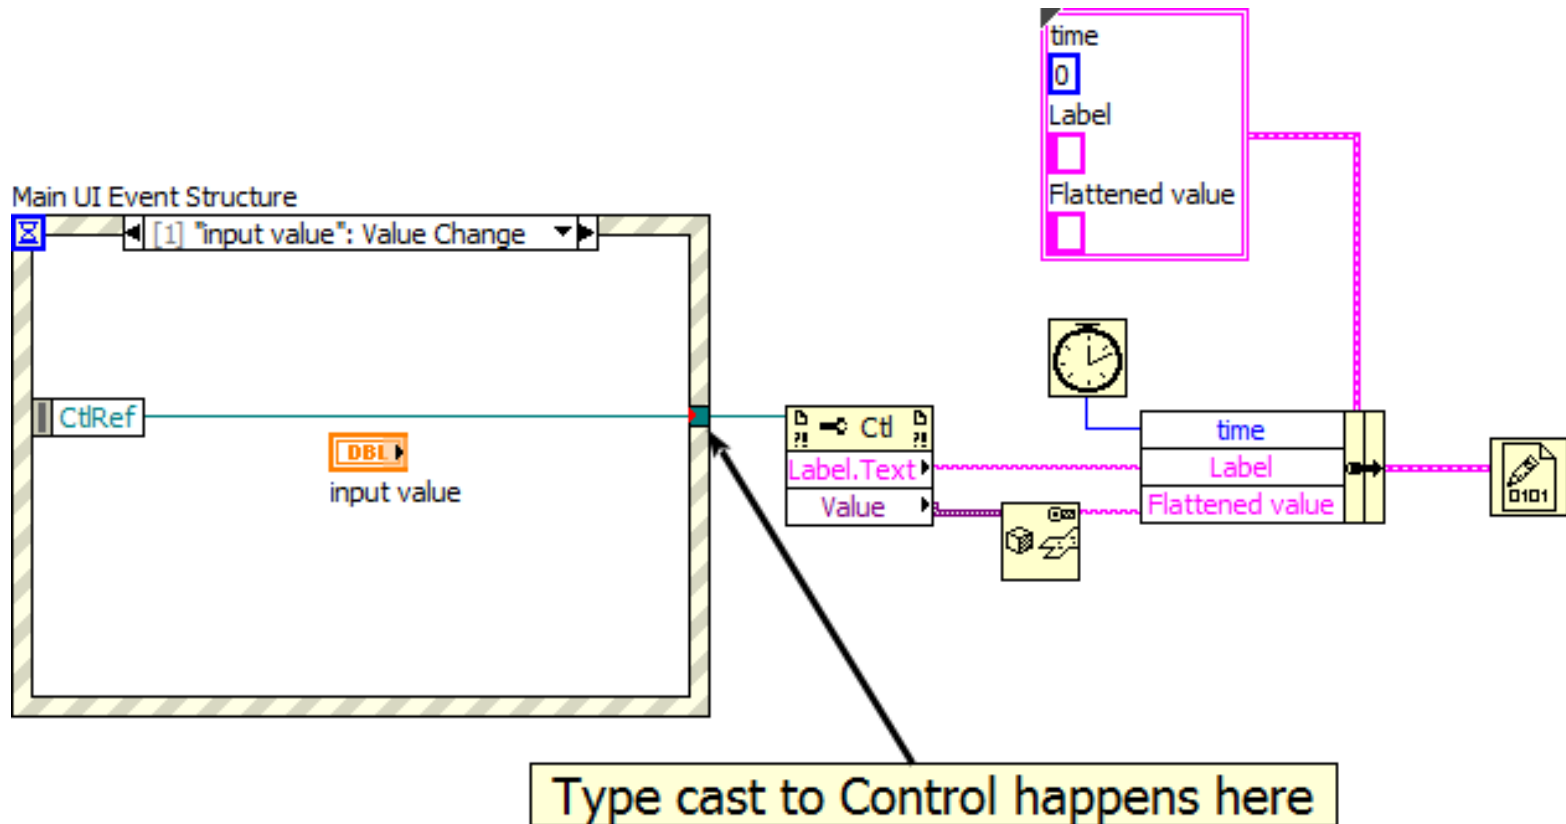 time
0
Label
Flattened value
Main UI Event Structure
[1] "input value": Value Change
CtlRef
DBL
input value
Ctl
?! ?!
Label.Text
Value
time
Label
Flattened value
0101
Type cast to Control happens here